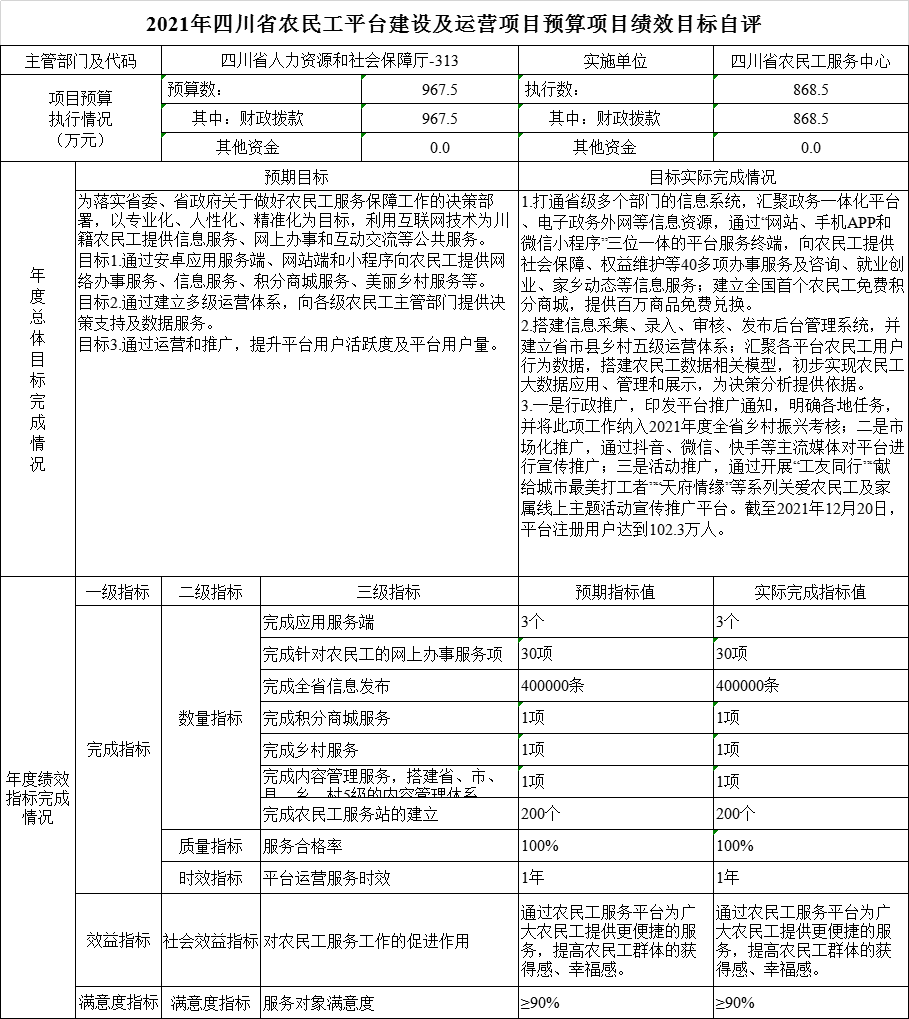 2021年四川省农民工平台建设及运营项目预算项目绩效目标自评
主管部门及代码 四川省人力资源和社会保障厅-313 实施单位 四川省农民工服务中心
项目预算
执行情况
（万元）
预算数： 967.5 执行数： 868.5
其中：财政拨款 967.5 其中：财政拨款 868.5
其他资金 0.0 其他资金 0.0
年度总体目标完成情况
预期目标
为落实省委、省政府关于做好农民工服务保障工作的决策部
署，以专业化、人性化、精准化为目标，利用互联网技术为川
籍农民工提供信息服务、网上办事和互动交流等公共服务。
目标1.通过安卓应用服务端、网站端和小程序向农民工提供网
络办事服务、信息服务、积分商城服务、美丽乡村服务等。
目标2.通过建立多级运营体系，向各级农民工主管部门提供决
策支持及数据服务。
目标3.通过运营和推广，提升平台用户活跃度及平台用户量。
目标实际完成情况
1.打通省级多个部门的信息系统，汇聚政务一体化平台
、电子政务外网等信息资源，通过“网站、手机APP和
微信小程序”三位一体的平台服务终端，向农民工提供
社会保障、权益维护等40多项办事服务及咨询、就业创
业、家乡动态等信息服务；建立全国首个农民工免费积
分商城，提供百万商品免费兑换。
2.搭建信息采集、录入、审核、发布后台管理系统，并
建立省市县乡村五级运营体系；汇聚各平台农民工用户
行为数据，搭建农民工数据相关模型，初步实现农民工
大数据应用、管理和展示，为决策分析提供依据。
3.一是行政推广，印发平台推广通知，明确各地任务，
并将此项工作纳入2021年度全省乡村振兴考核；二是市
场化推广，通过抖音、微信、快手等主流媒体对平台进
行宣传推广；三是活动推广，通过开展“工友同行”“献
给城市最美打工者”“天府情缘”等系列关爱农民工及家
属线上主题活动宣传推广平台。截至2021年12月20日，
平台注册用户达到102.3万人。
年度绩效
指标完成
情况
一级指标 二级指标 三级指标 预期指标值 实际完成指标值
完成指标
数量指标
完成应用服务端 3个 3个
完成针对农民工的网上办事服务项 30项 30项
完成全省信息发布 400000条 400000条
完成积分商城服务 1项 1项
完成乡村服务 1项 1项
完成内容管理服务，搭建省、市、
县、乡、村5级的内容管理体系 1项 1项
完成农民工服务站的建立 200个 200个
质量指标 服务合格率 100% 100%
时效指标 平台运营服务时效 1年 1年
效益指标 社会效益指标 对农民工服务工作的促进作用
通过农民工服务平台为广
大农民工提供更便捷的服
务，提高农民工群体的获
得感、幸福感。
通过农民工服务平台为广
大农民工提供更便捷的服
务，提高农民工群体的获
得感、幸福感。
满意度指标 满意度指标 服务对象满意度 ≥90% ≥90%